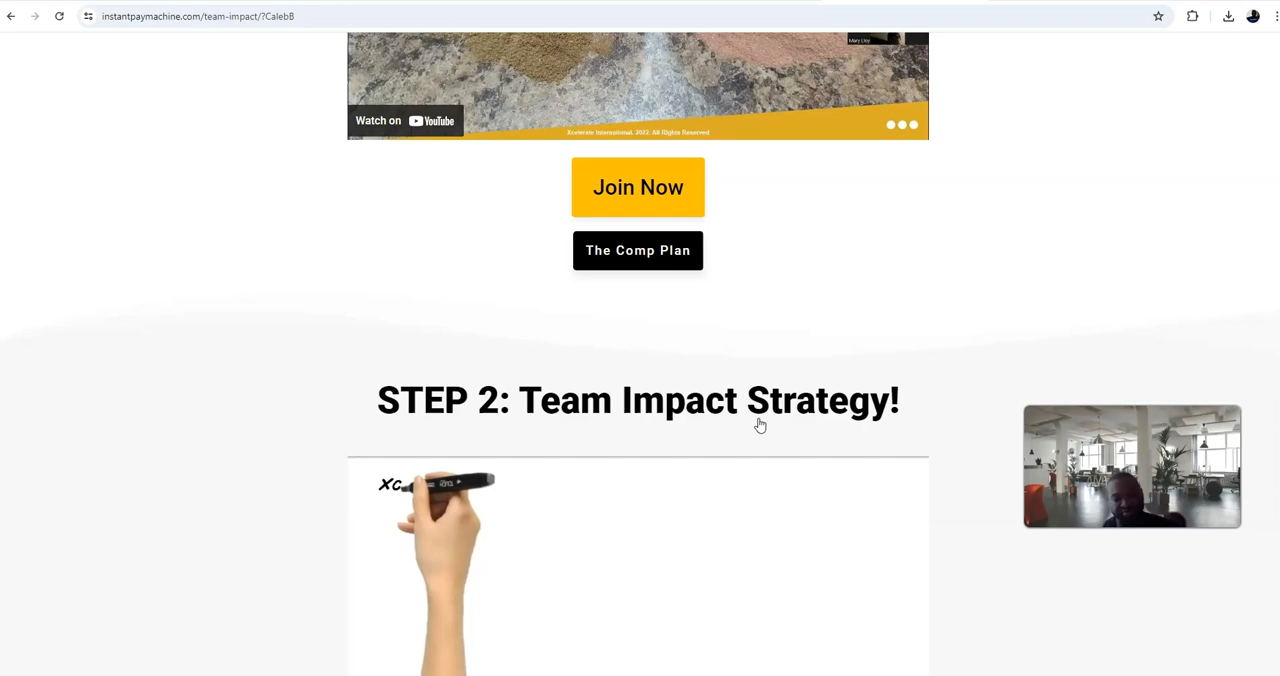 instantpaymachine.com/team-impact/?CalebB
Mary Lloy
Watch on YouTube
Xcelerate International. 2022. All Rights Reserved
Join Now
The Comp Plan
STEP 2: Team Impact Strategy!
Xc